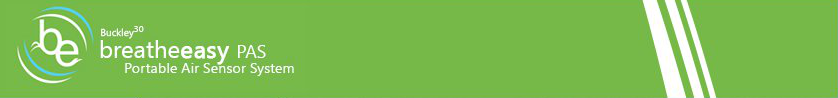 be
Buckley30
breatheeasy PAS
Portable Air Sensor System